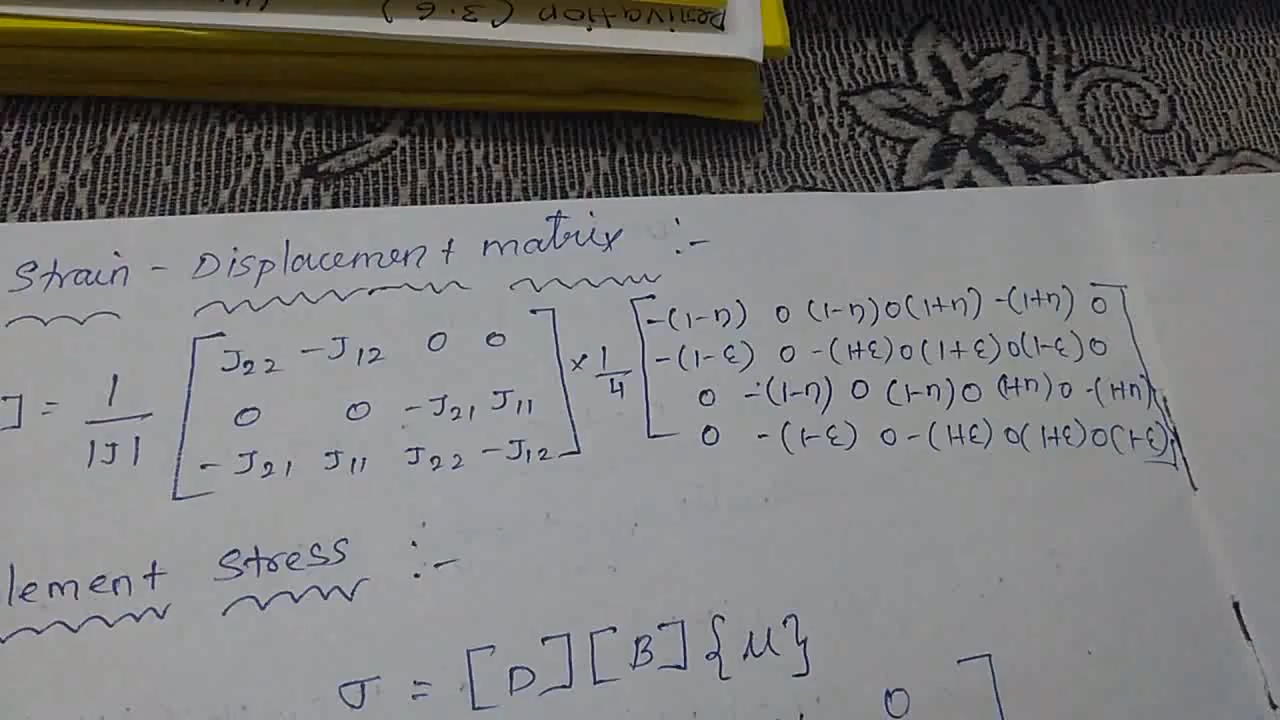 Derivation (3.6)
Strain - Displacement matrix :-
] = 1/|J| [ J22 -J12 0 0 × 1/4 [ -(1-η) 0 (1-η) 0 (1+η) -(1+η) 0
0 0 -J21 J11 -(1-ε) 0 -(1+ε) 0 (1+ε) 0 (1-ε) 0
-J21 J11 J22 -J12 ] 0 -(1-η) 0 (1-η) 0 (1+η) 0 -(1+η)
0 -(1-ε) 0 -(1+ε) 0 (1+ε) 0 (1-ε) ]
lement Stress :-
σ = [D] [B] {u}
0 ]